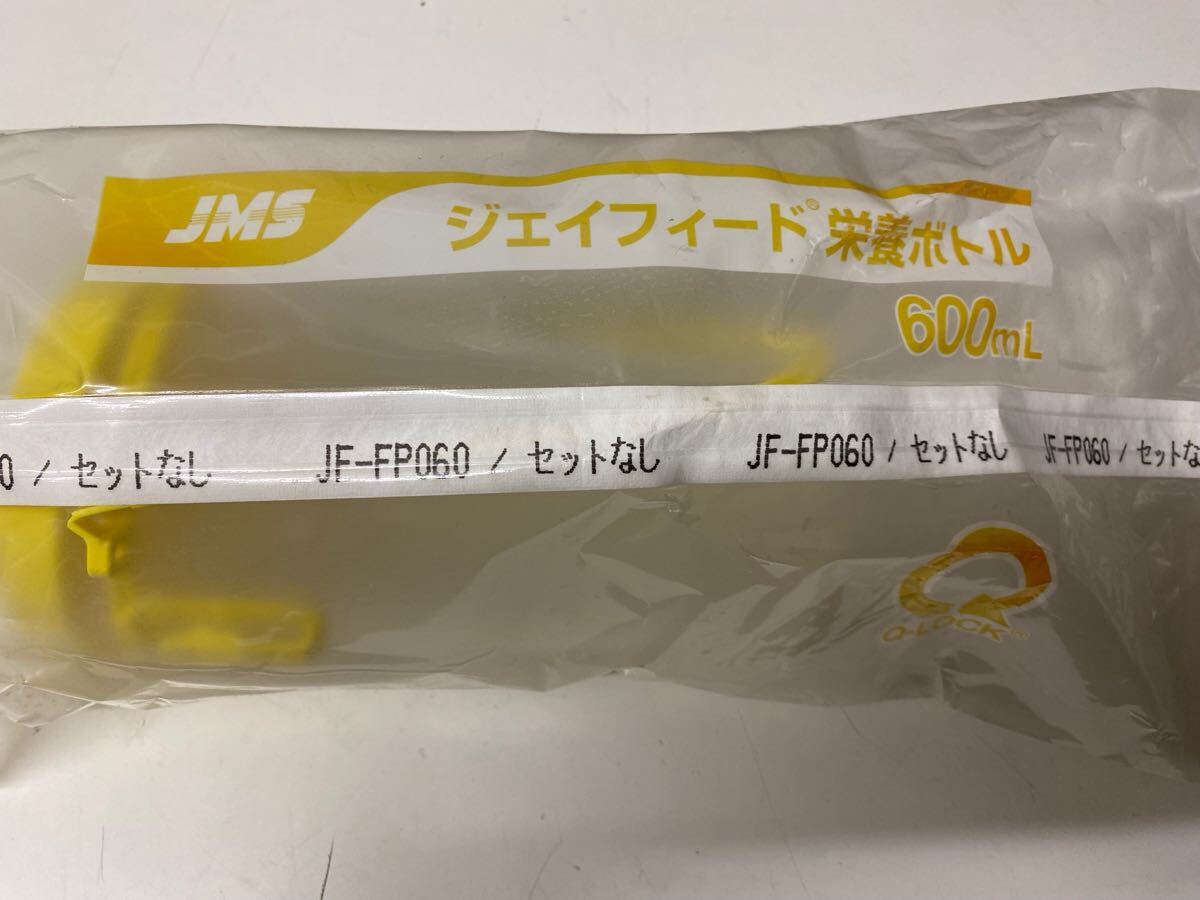 JMS
ジェイフィード® 栄養ボトル
600mL
0 / セットなし JF-FP060 / セットなし JF-FP060 / セットなし JF-FP060 / セットな
Q-LOCK®